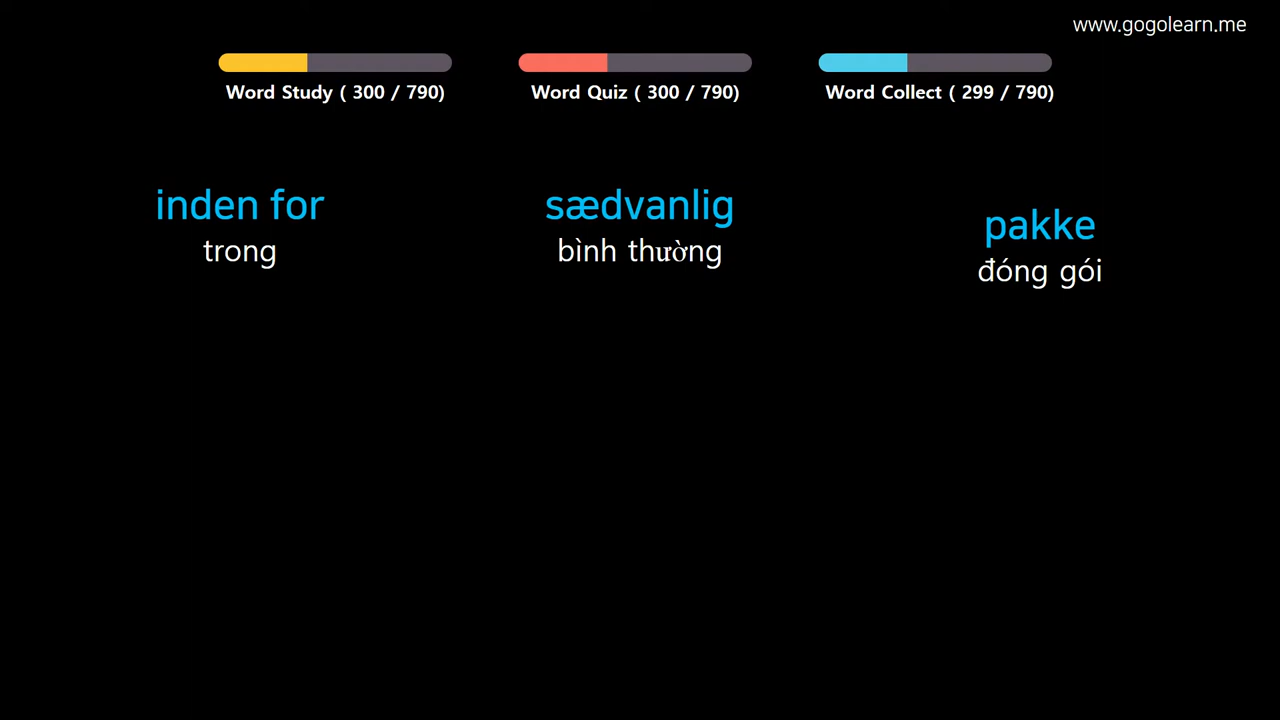 www.gogolearn.me
Word Study ( 300 / 790)
Word Quiz ( 300 / 790)
Word Collect ( 299 / 790)
inden for
trong
sædvanlig
bình thường
pakke
đóng gói